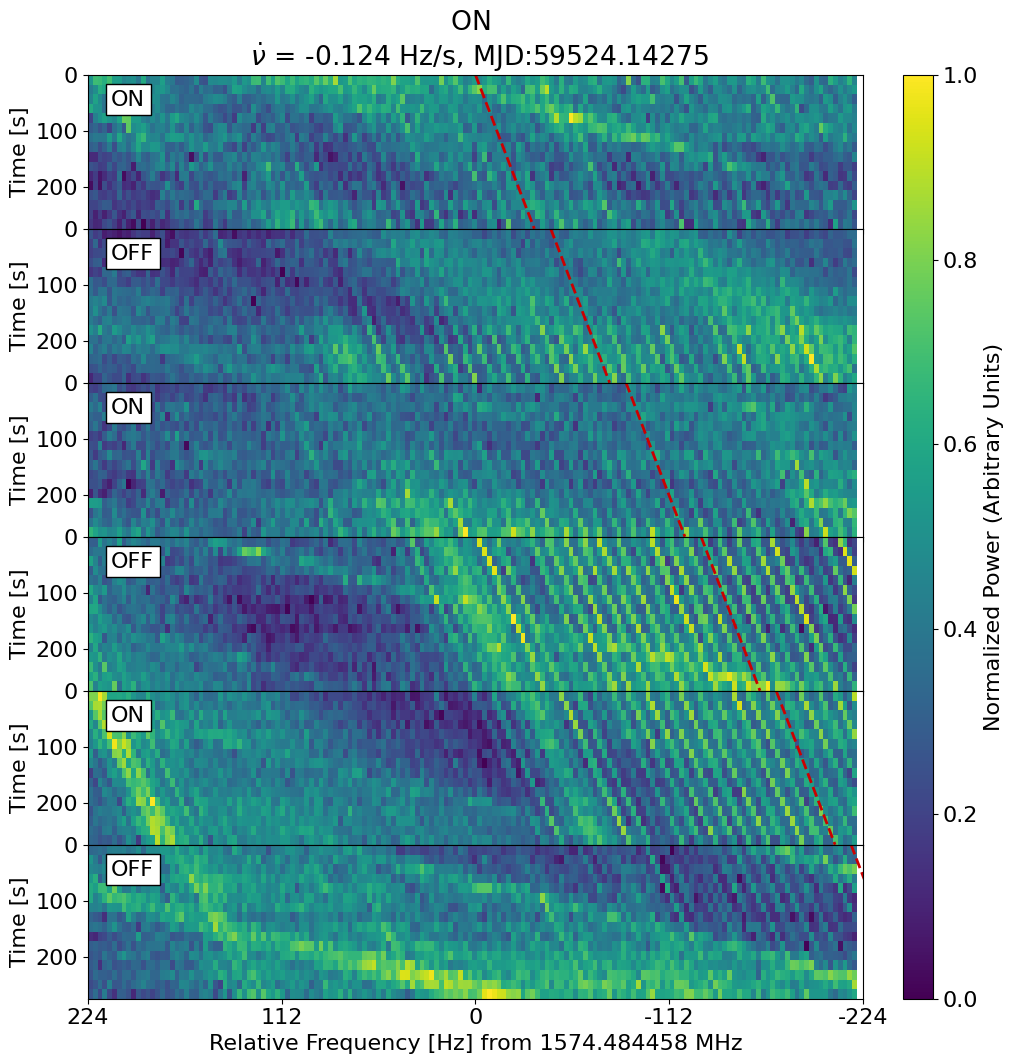 ON
ν̇ = -0.124 Hz/s, MJD:59524.14275
ON
OFF
ON
OFF
ON
OFF
0
100
200
0
100
200
0
100
200
0
100
200
0
100
200
0
100
200
Time [s]
Time [s]
Time [s]
Time [s]
Time [s]
Time [s]
224
112
0
-112
-224
Relative Frequency [Hz] from 1574.484458 MHz
1.0
0.8
0.6
0.4
0.2
0.0
Normalized Power (Arbitrary Units)